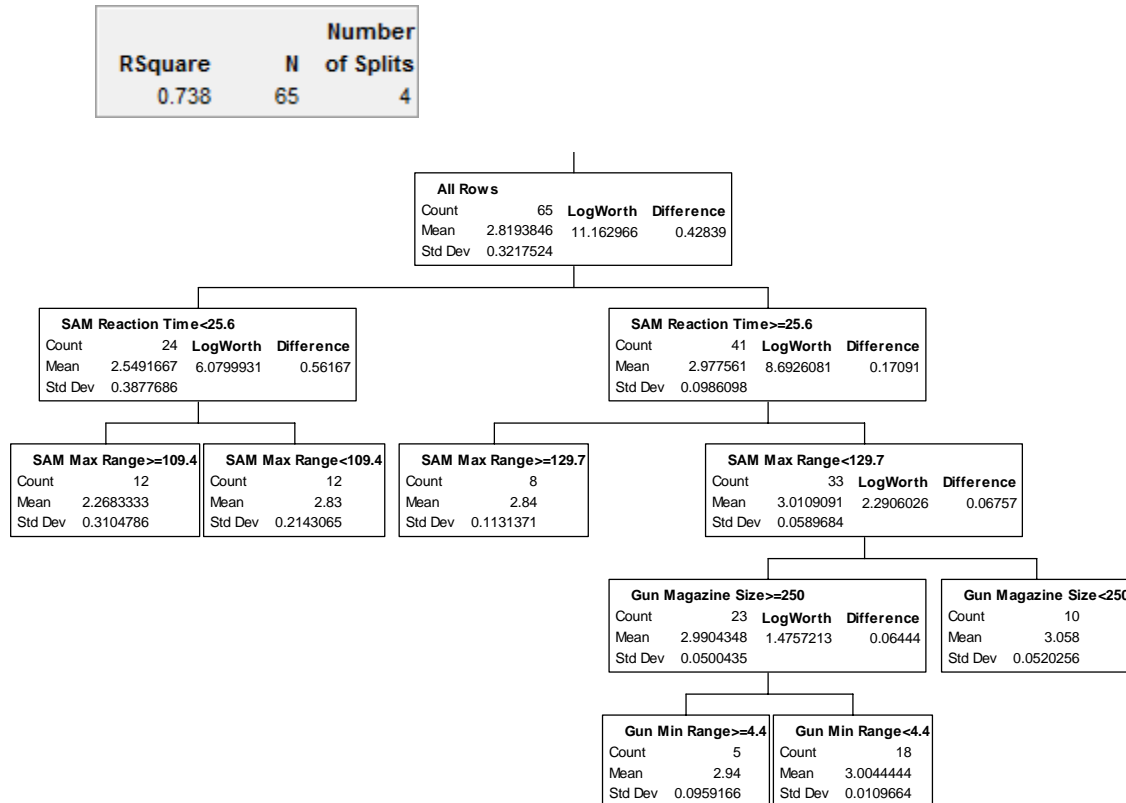 Number
RSquare N of Splits
0.738 65 4
All Rows
Count 65 LogWorth Difference
Mean 2.8193846 11.162966 0.42839
Std Dev 0.3217524
SAM Reaction Time<25.6
Count 24 LogWorth Difference
Mean 2.5491667 6.0799931 0.56167
Std Dev 0.3877686
SAM Reaction Time>=25.6
Count 41 LogWorth Difference
Mean 2.977561 8.6926081 0.17091
Std Dev 0.0986098
SAM Max Range>=109.4
Count 12
Mean 2.2683333
Std Dev 0.3104786
SAM Max Range<109.4
Count 12
Mean 2.83
Std Dev 0.2143065
SAM Max Range>=129.7
Count 8
Mean 2.84
Std Dev 0.1131371
SAM Max Range<129.7
Count 33 LogWorth Difference
Mean 3.0109091 2.2906026 0.06757
Std Dev 0.0589684
Gun Magazine Size>=250
Count 23 LogWorth Difference
Mean 2.9904348 1.4757213 0.06444
Std Dev 0.0500435
Gun Magazine Size<250
Count 10
Mean 3.058
Std Dev 0.0520256
Gun Min Range>=4.4
Count 5
Mean 2.94
Std Dev 0.0959166
Gun Min Range<4.4
Count 18
Mean 3.0044444
Std Dev 0.0109664